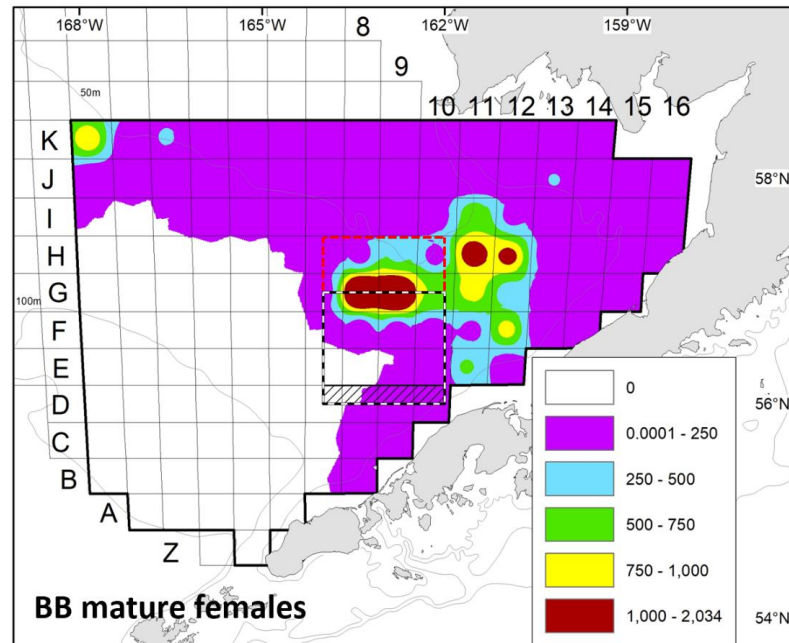 168°W 165°W 162°W 159°W
8
9
10 11 12 13 14 15 16
50m
K
J
58°N
I
H
G
100m
F
E
D
56°N
C
B
A
Z
0
0.0001 - 250
250 - 500
500 - 750
750 - 1,000
1,000 - 2,034
54°N
BB mature females